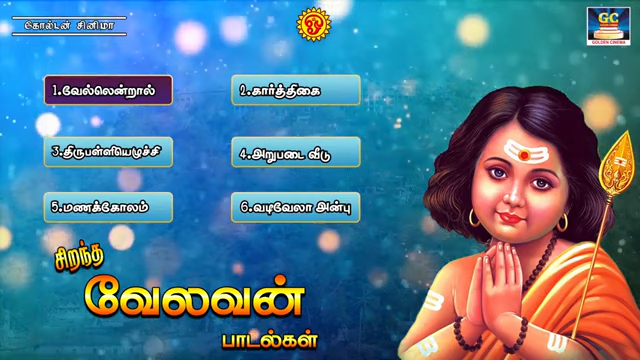 கோல்டன் சினிமா
GC
GOLDEN CINEMA
1.வேல்லென்றால்
2.கார்த்திகை
3.திருபள்ளியெழுச்சி
4.அறுபடை வீடு
5.மணக்கோலம்
6.வடிவேலா அன்பு
சிறந்த
வேலவன்
பாடல்கள்